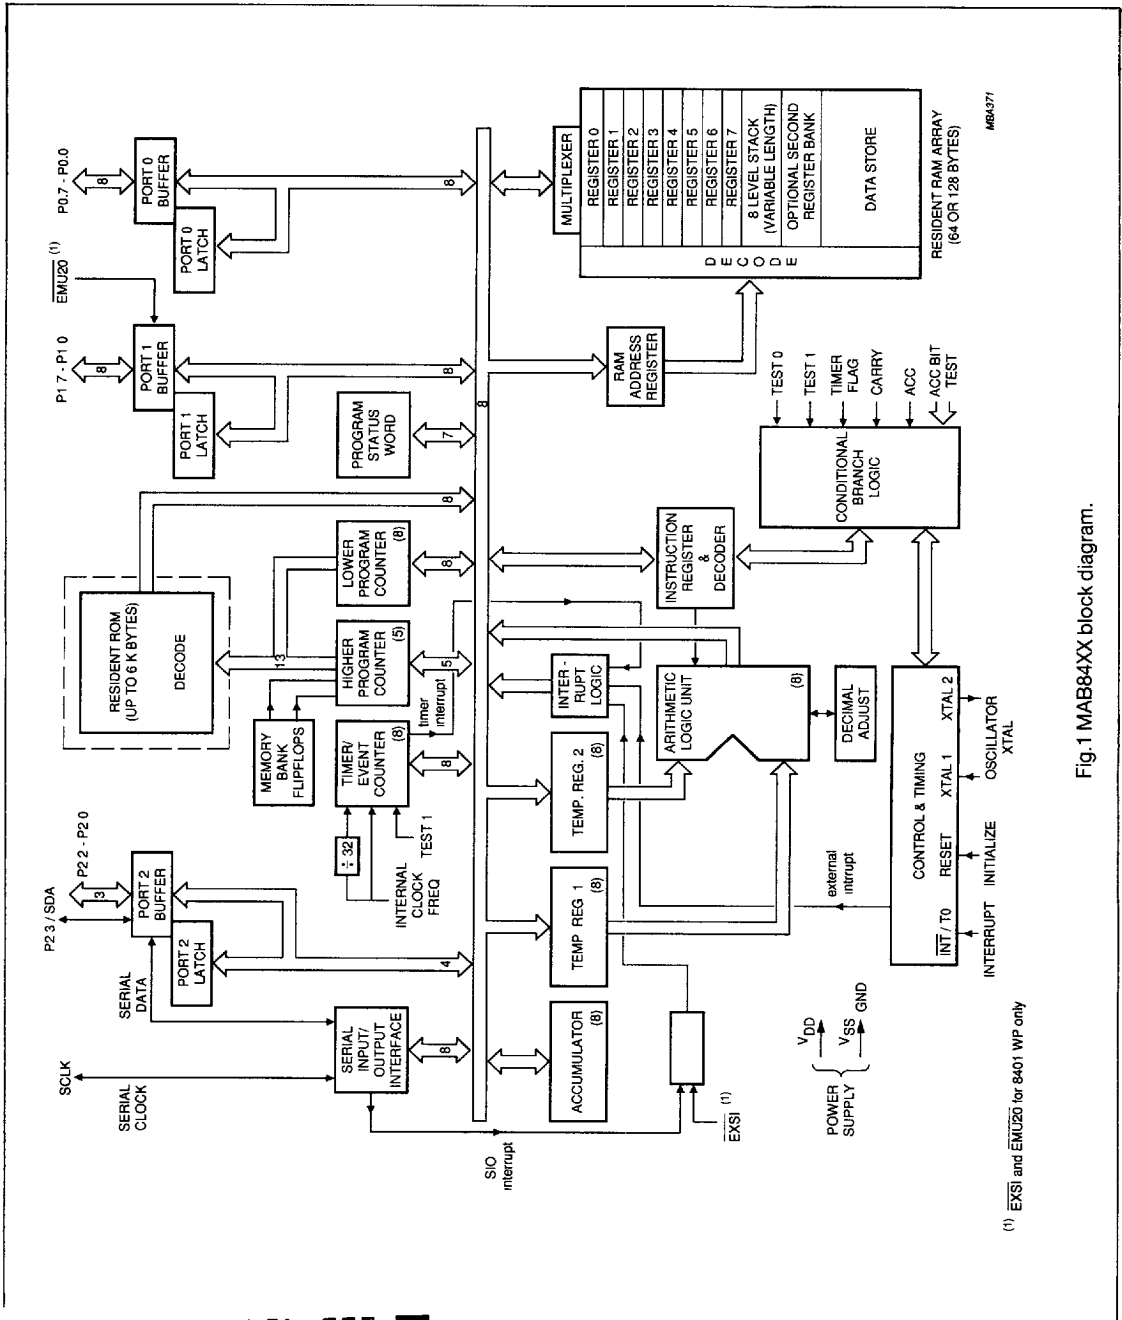 P2 3 / SDA
P2 2 - P2 0
P1 7 - P1 0
EMU20 (1)
P0.7 - P0.0
SCLK
SERIAL
CLOCK
SERIAL
DATA
3
8
8
PORT 2
BUFFER
PORT 2
LATCH
PORT 1
BUFFER
PORT 1
LATCH
PORT 0
BUFFER
PORT 0
LATCH
RESIDENT ROM
(UP TO 6 K BYTES)
DECODE
13
MEMORY
BANK
FLIPFLOPS
SERIAL
INPUT/
OUTPUT
INTERFACE
÷ 32
INTERNAL
CLOCK
FREQ
TEST 1
TIMER/
EVENT
COUNTER
(8)
timer
interrupt
HIGHER
PROGRAM
COUNTER
(5)
LOWER
PROGRAM
COUNTER
(8)
PROGRAM
STATUS
WORD
8
4
8
5
8
8
7
8
8
8
SIO
interrupt
ACCUMULATOR
(8)
TEMP REG 1
(8)
TEMP. REG. 2
(8)
INTER -
RUPT
LOGIC
ARITHMETIC
LOGIC UNIT
(8)
DECIMAL
ADJUST
INSTRUCTION
REGISTER
&
DECODER
RAM
ADDRESS
REGISTER
MULTIPLEXER
REGISTER 0
REGISTER 1
REGISTER 2
REGISTER 3
REGISTER 4
REGISTER 5
REGISTER 6
REGISTER 7
8 LEVEL STACK
(VARIABLE LENGTH)
OPTIONAL SECOND
REGISTER BANK
DATA STORE
DECODE
RESIDENT RAM ARRAY
(64 OR 128 BYTES)
MBA371
TEST 0
TEST 1
TIMER
FLAG
CARRY
ACC
ACC BIT
TEST
CONDITIONAL
BRANCH
LOGIC
EXSI (1)
external
intrrupt
CONTROL & TIMING
INT / T0
RESET
XTAL 1
XTAL 2
INTERRUPT
INITIALIZE
OSCILLATOR
XTAL
POWER
SUPPLY
VDD
VSS
GND
(1) EXSI and EMU20 for 8401 WP only
Fig.1 MAB84XX block diagram.